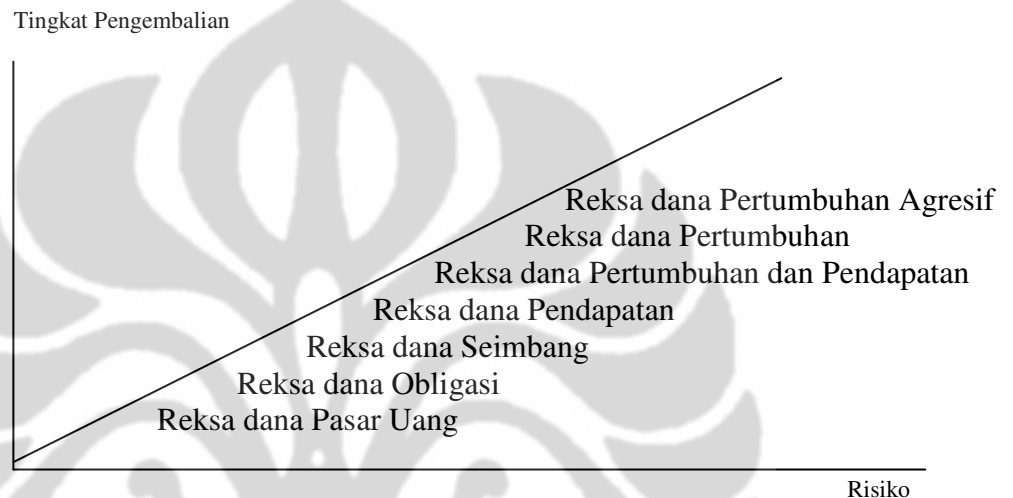 Tingkat Pengembalian
Reksa dana Pertumbuhan Agresif
Reksa dana Pertumbuhan
Reksa dana Pertumbuhan dan Pendapatan
Reksa dana Pendapatan
Reksa dana Seimbang
Reksa dana Obligasi
Reksa dana Pasar Uang
Risiko